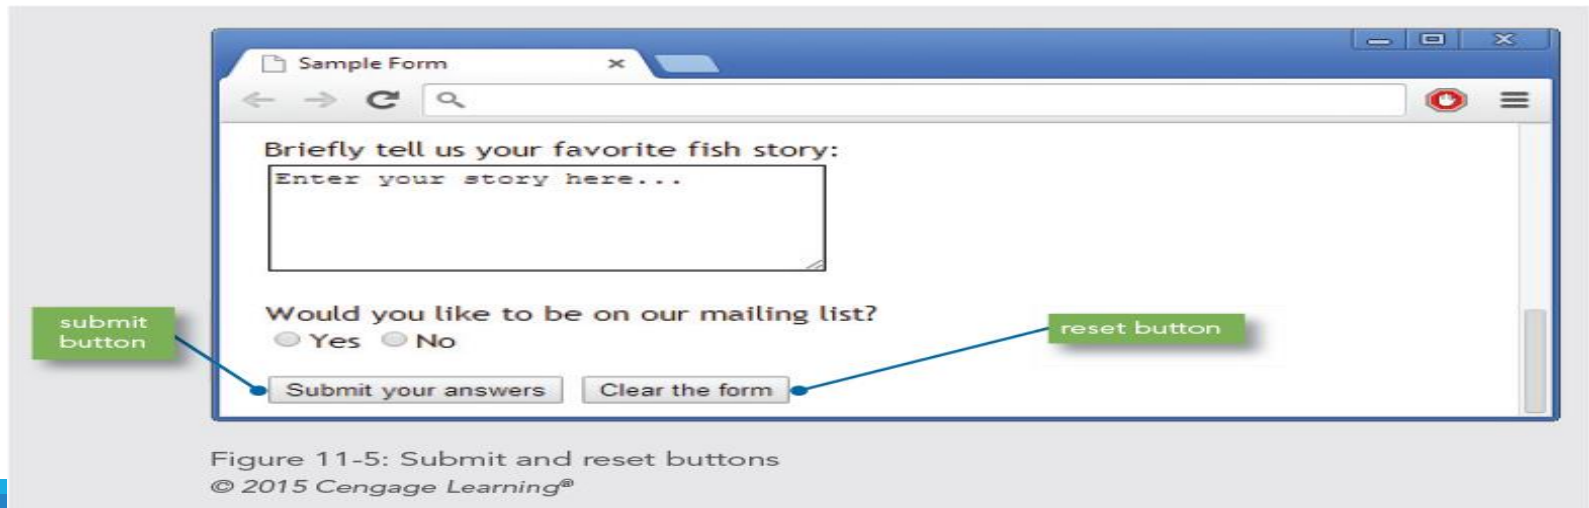 Sample Form
Briefly tell us your favorite fish story:
Enter your story here...
Would you like to be on our mailing list?
Yes No
submit
button
reset button
Submit your answers Clear the form
Figure 11-5: Submit and reset buttons
© 2015 Cengage Learning®